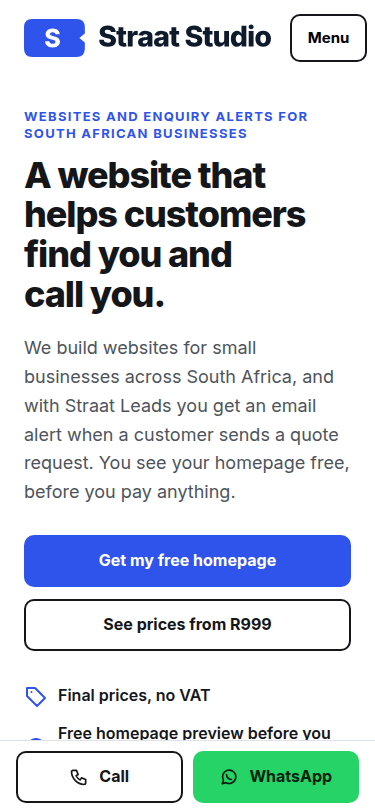 S
Straat Studio
Menu
WEBSITES AND ENQUIRY ALERTS FOR
SOUTH AFRICAN BUSINESSES
A website that
helps customers
find you and
call you.
We build websites for small
businesses across South Africa, and
with Straat Leads you get an email
alert when a customer sends a quote
request. You see your homepage free,
before you pay anything.
Get my free homepage
See prices from R999
Final prices, no VAT
Free homepage preview before you
Call
WhatsApp